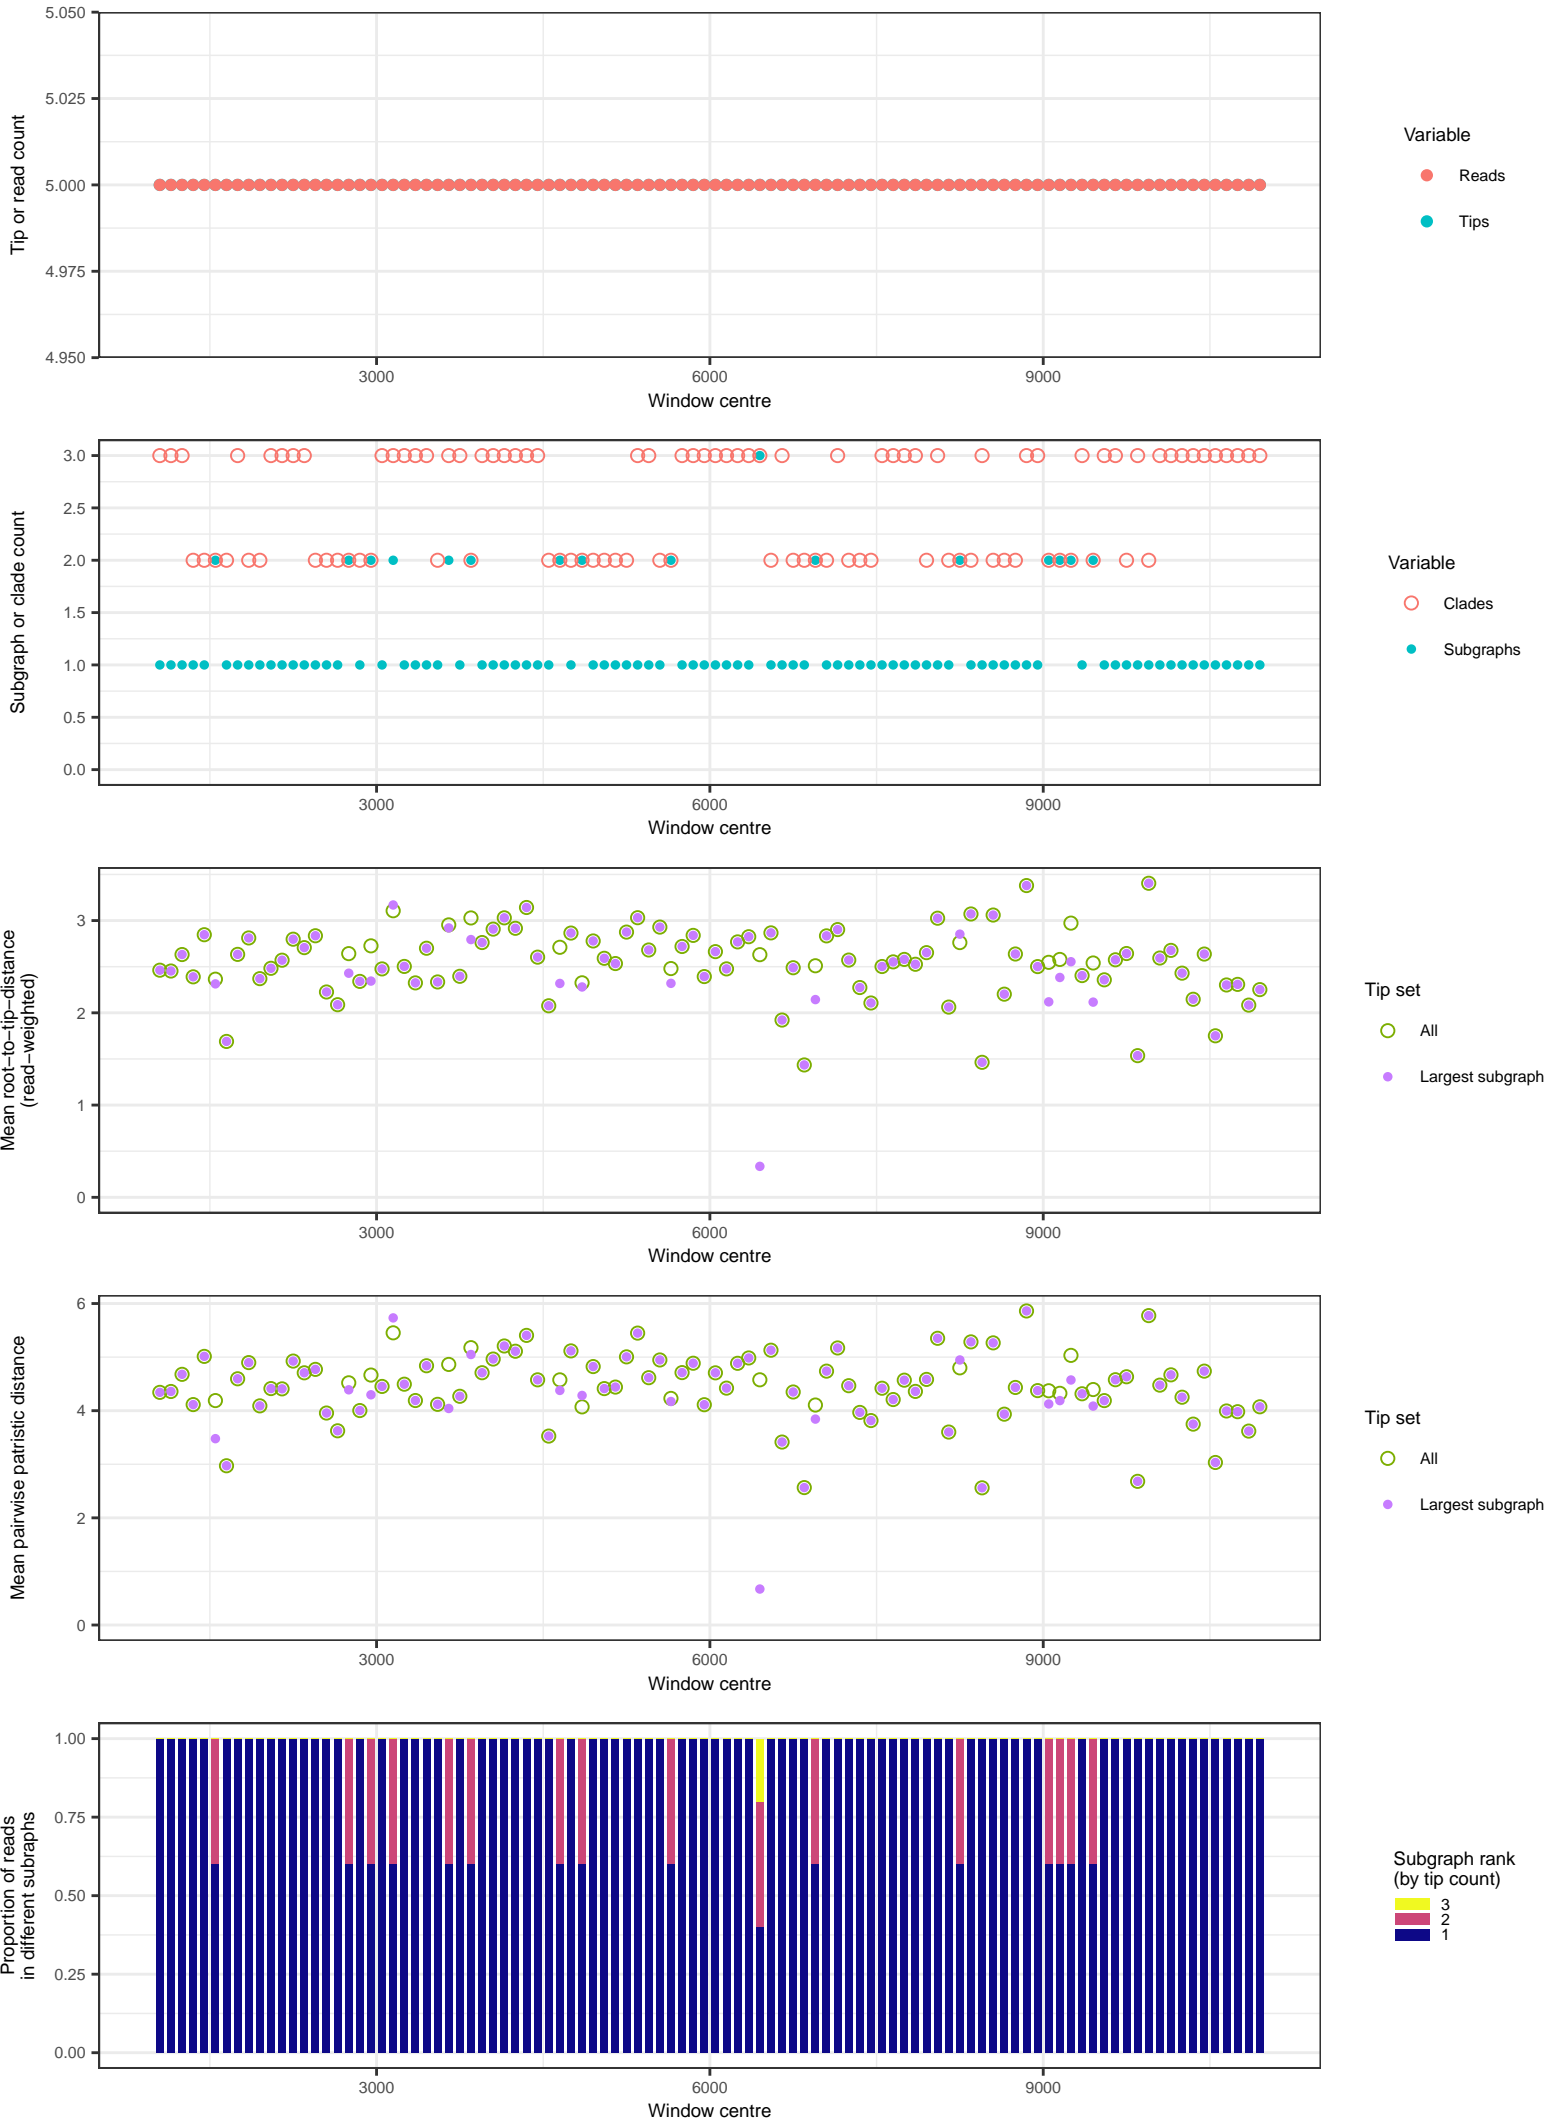 5.050
5.025
5.000
4.975
4.950
Tip or read count
3000
6000
9000
Window centre
Variable
Reads
Tips
3.0
2.5
2.0
1.5
1.0
0.5
0.0
Subgraph or clade count
3000
6000
9000
Window centre
Variable
Clades
Subgraphs
3
2
1
0
Mean root−to−tip−distance
(read−weighted)
3000
6000
9000
Window centre
Tip set
All
Largest subgraph
6
4
2
0
Mean pairwise patristic distance
3000
6000
9000
Window centre
Tip set
All
Largest subgraph
1.00
0.75
0.50
0.25
0.00
Proportion of reads
in different subraphs
3000
6000
9000
Window centre
Subgraph rank
(by tip count)
3
2
1